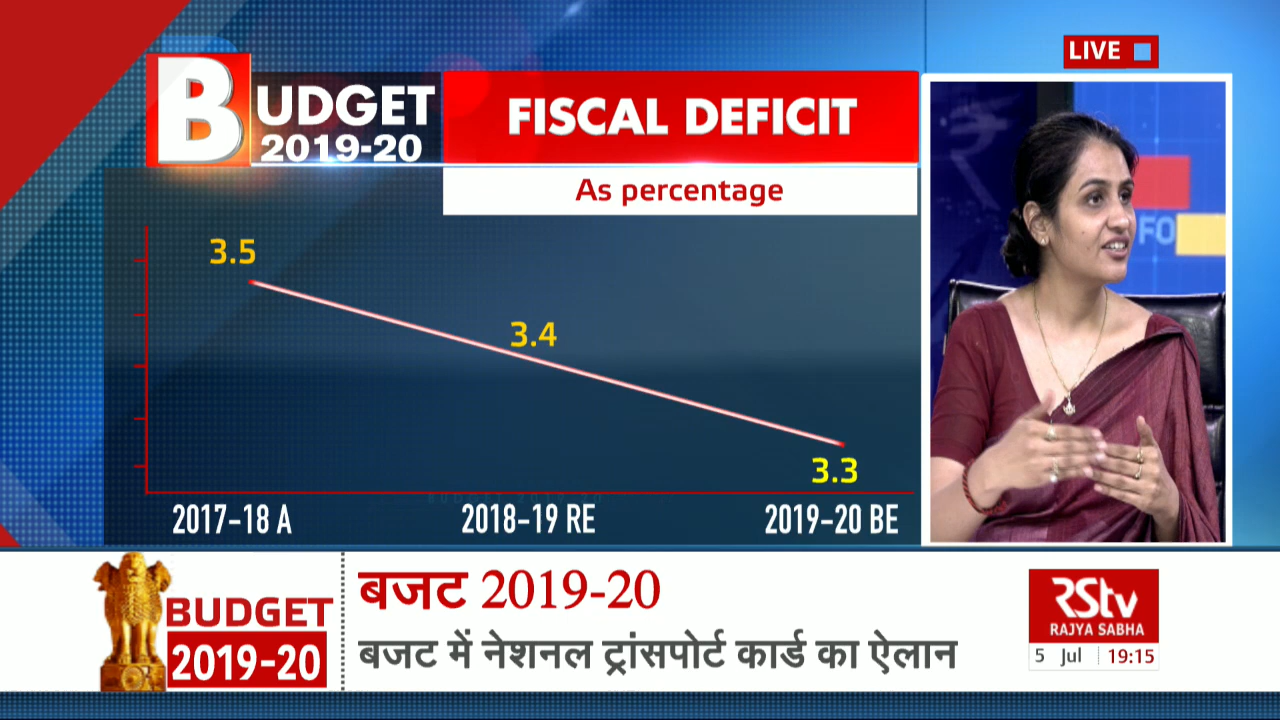 LIVE
BUDGET
2019-20
FISCAL DEFICIT
As percentage
3.5
3.4
3.3
2017-18 A
2018-19 RE
2019-20 BE
FO
BUDGET
2019-20
बजट 2019-20
बजट में नेशनल ट्रांसपोर्ट कार्ड का ऐलान
RStv
RAJYA SABHA
5 Jul 19:15